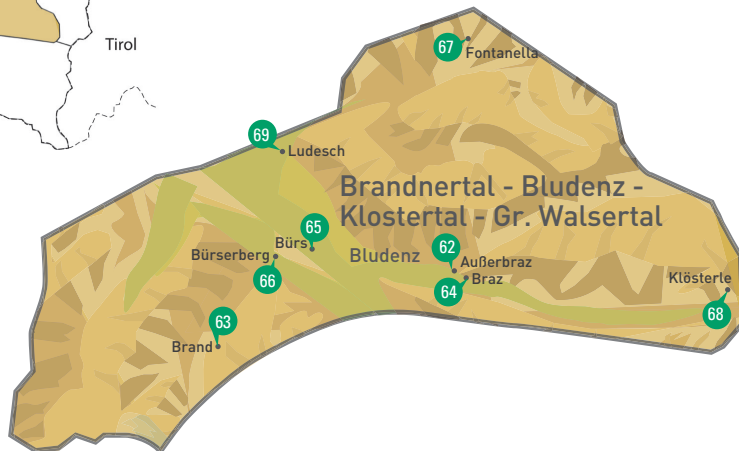 Tirol
67
Fontanella
69
Ludesch
Brandnertal - Bludenz -
Klostertal - Gr. Walsertal
65
Bürs
Bürserberg
66
Bludenz
62
Außerbraz
Braz
64
Klösterle
68
63
Brand